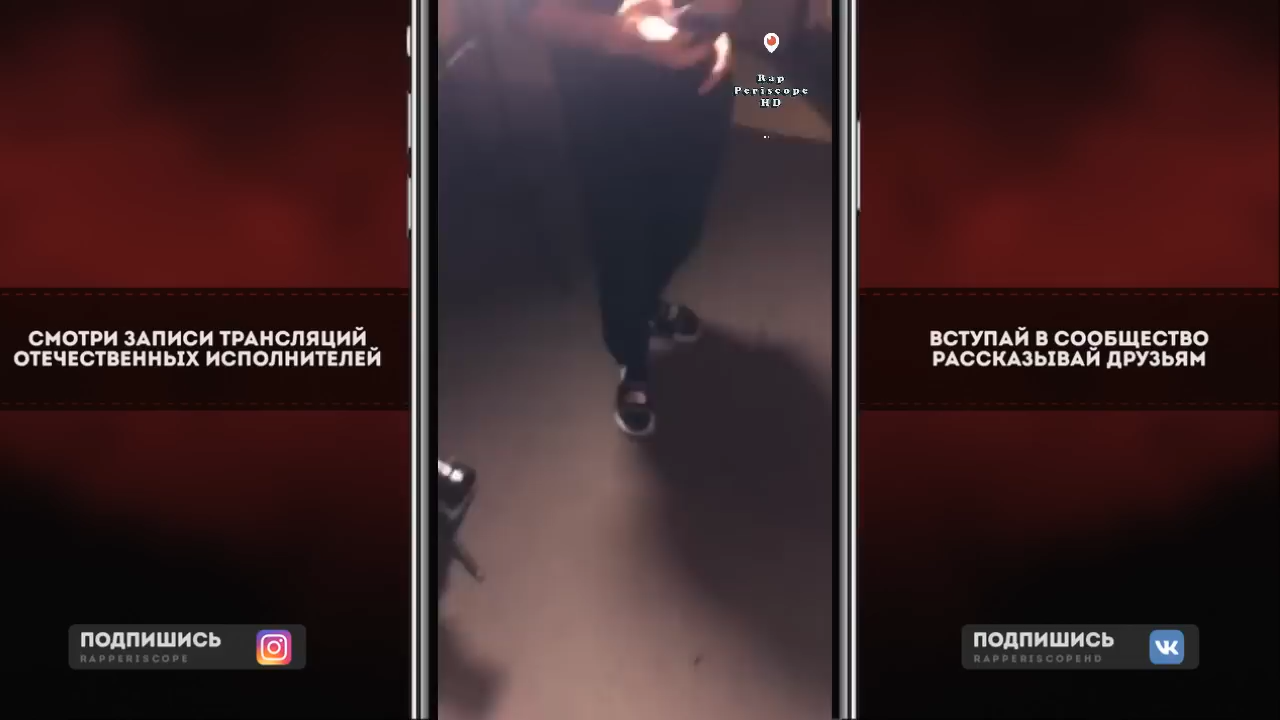 Rap
Periscope
HD
СМОТРИ ЗАПИСИ ТРАНСЛЯЦИЙ
ОТЕЧЕСТВЕННЫХ ИСПОЛНИТЕЛЕЙ
ВСТУПАЙ В СООБЩЕСТВО
РАССКАЗЫВАЙ ДРУЗЬЯМ
ПОДПИШИСЬ
RAPPERISCOPE
ПОДПИШИСЬ
RAPPERISCOPEHD